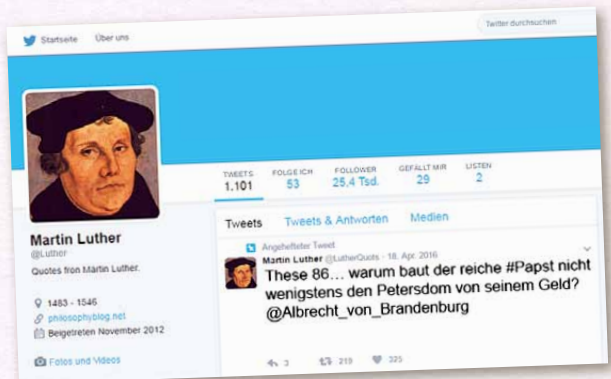 Startseite Über uns
Twitter durchsuchen
TWEETS FOLGE ICH FOLLOWER GEFÄLLT MIR LISTEN
1.101 53 25,4 Tsd. 29 2
Martin Luther
@Luther
Quotes fron Martin Luther.
1483 - 1546
philosophyblog.net
Beigetreten November 2012
Fotos und Videos
Tweets Tweets & Antworten Medien
Angehefteter Tweet
Martin Luther @LutherQuots · 18. Apr. 2016
These 86... warum baut der reiche #Papst nicht
wenigstens den Petersdom von seinem Geld?
@Albrecht_von_Brandenburg
3 219 325